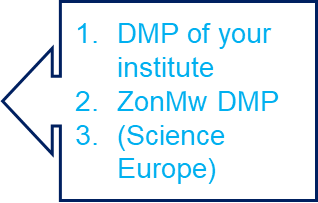 1. DMP of your
institute
2. ZonMw DMP
3. (Science
Europe)